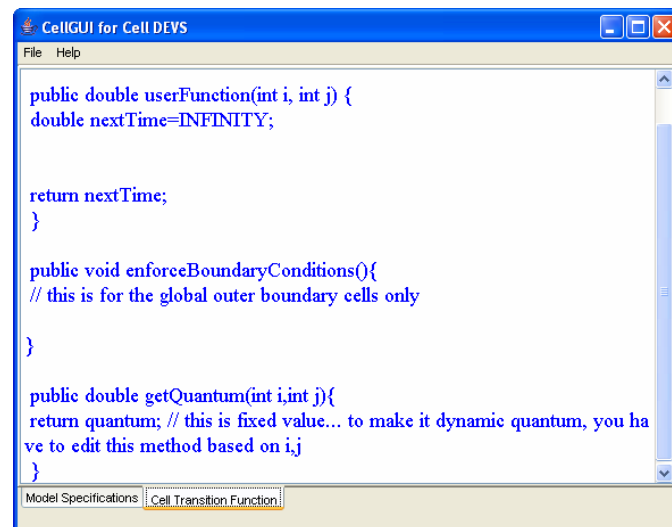 CellGUI for Cell DEVS
File Help
public double userFunction(int i, int j) {
double nextTime=INFINITY;
return nextTime;
}
public void enforceBoundaryConditions(){
// this is for the global outer boundary cells only
}
public double getQuantum(int i,int j){
return quantum; // this is fixed value... to make it dynamic quantum, you ha
ve to edit this method based on i,j
}
Model Specifications Cell Transition Function